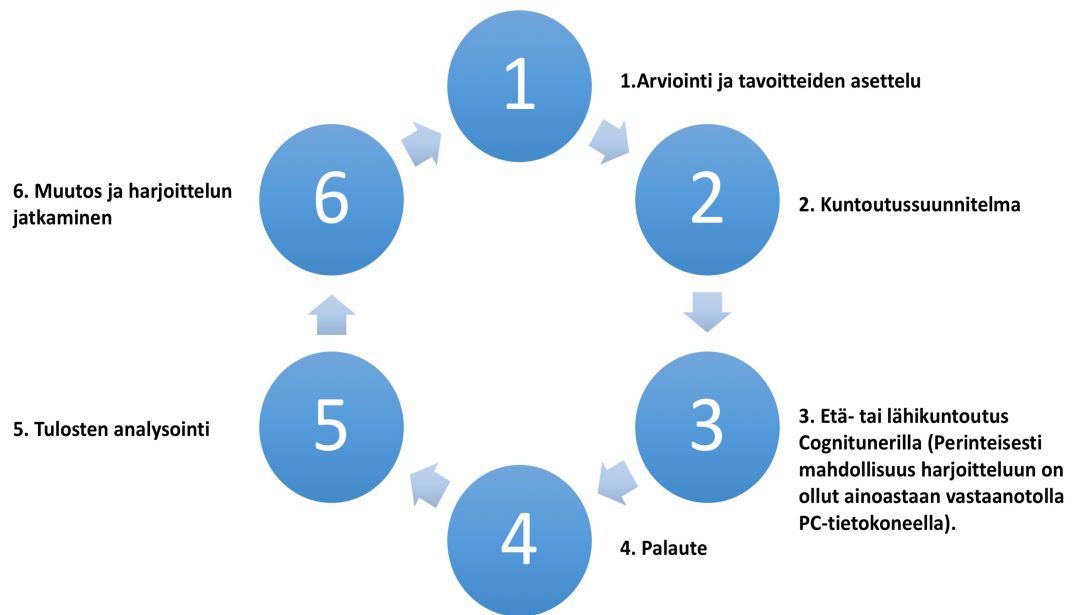 1
1.Arviointi ja tavoitteiden asettelu
2
2. Kuntoutussuunnitelma
3
3. Etä- tai lähikuntoutus
Cognitunerilla (Perinteisesti
mahdollisuus harjoitteluun on
ollut ainoastaan vastaanotolla
PC-tietokoneella).
4
4. Palaute
5
5. Tulosten analysointi
6
6. Muutos ja harjoittelun
jatkaminen